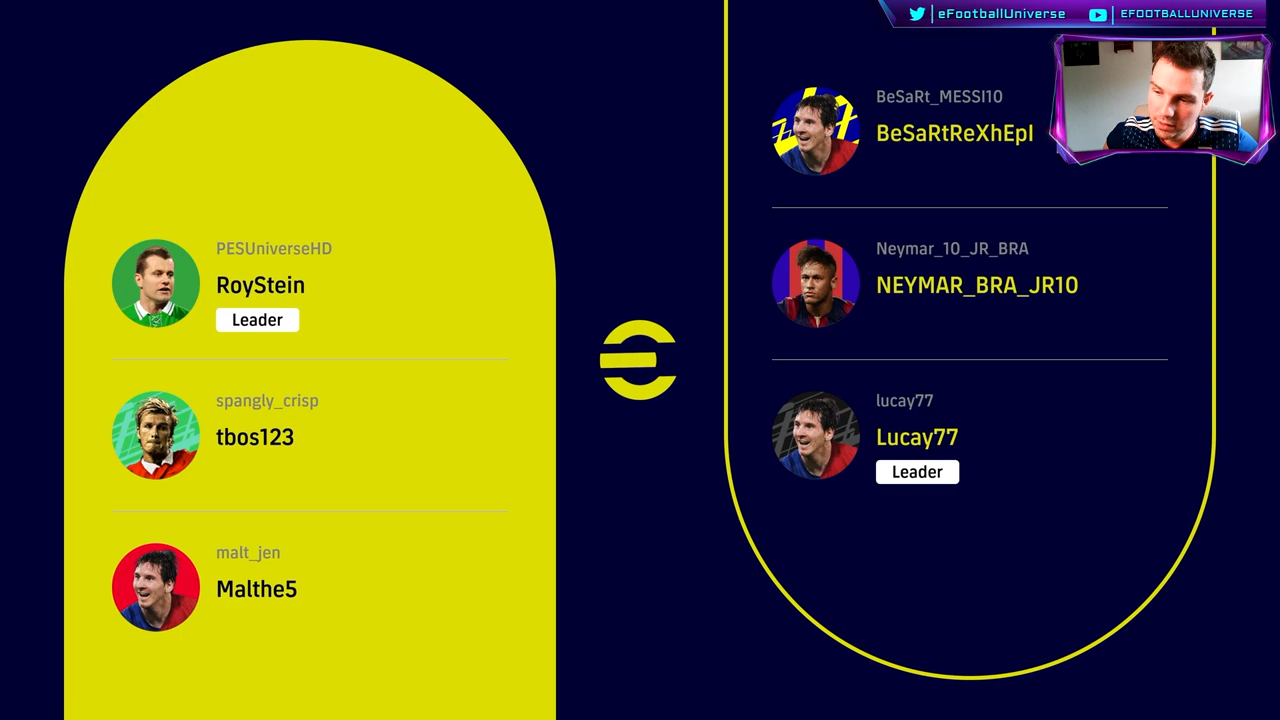 eFootballUniverse
EFOOTBALLUNIVERSE
PESUniverseHD
RoyStein
Leader
spangly_crisp
tbos123
malt_jen
Malthe5
BeSaRt_MESSI10
BeSaRtReXhEpI
Neymar_10_JR_BRA
NEYMAR_BRA_JR10
lucay77
Lucay77
Leader